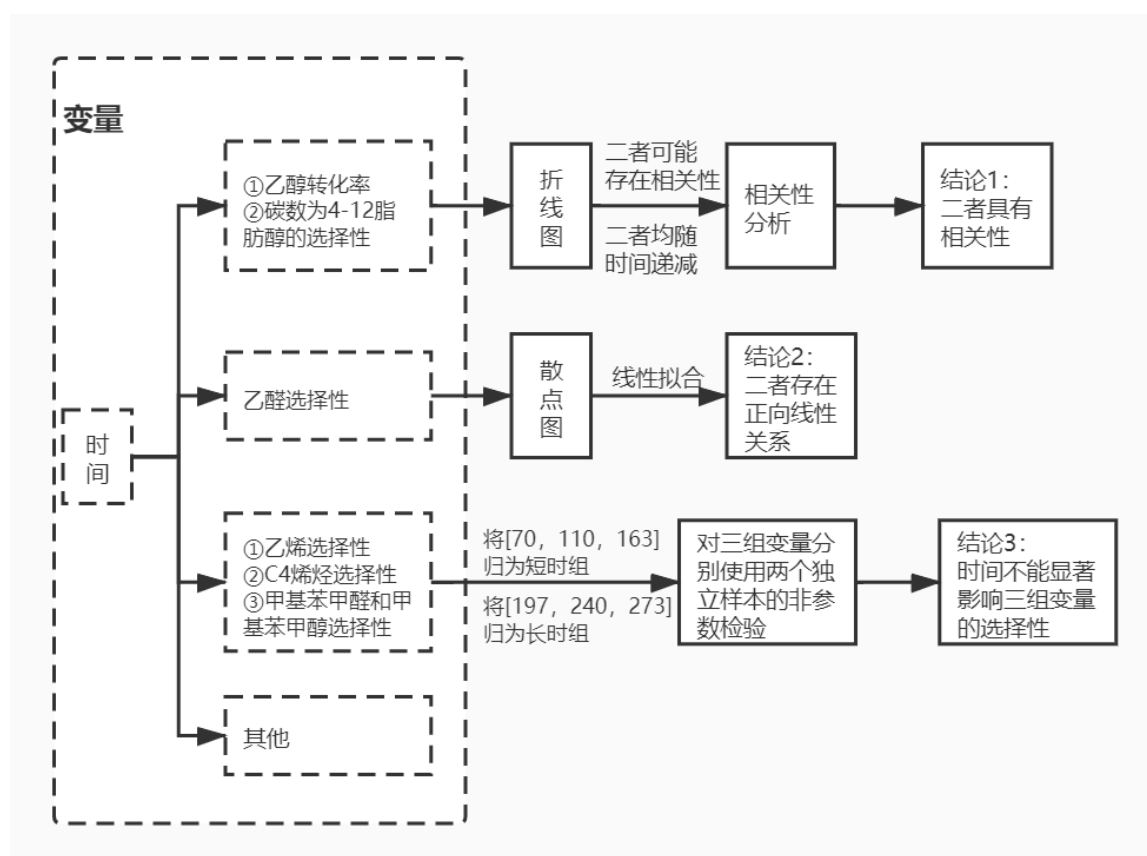 变量
时
间
①乙醇转化率
②碳数为4-12脂
肪醇的选择性
折
线
图
二者可能
存在相关性
二者均随
时间递减
相关性
分析
结论1：
二者具有
相关性
乙醛选择性
散
点
图
线性拟合
结论2：
二者存在
正向线性
关系
①乙烯选择性
②C4烯烃选择性
③甲基苯甲醛和甲
基苯甲醇选择性
将[70，110，163]
归为短时组
将[197，240，273]
归为长时组
对三组变量分
别使用两个独
立样本的非参
数检验
结论3：
时间不能显著
影响三组变量
的选择性
其他